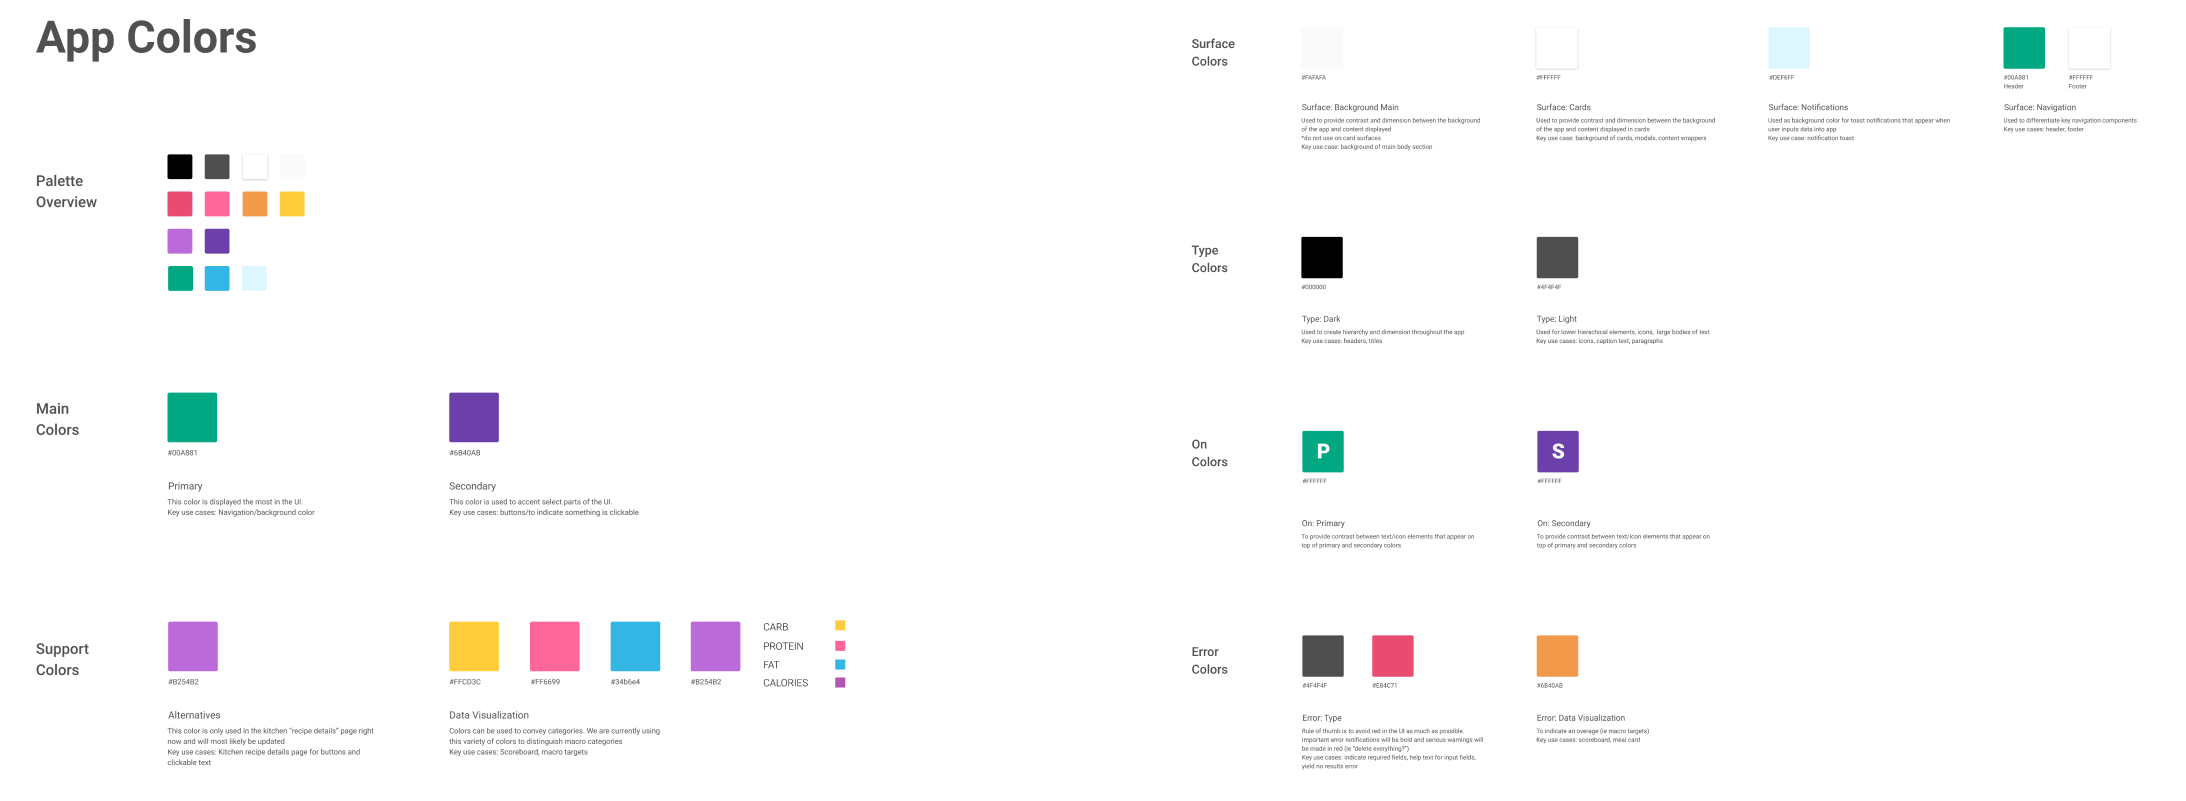 App Colors
Palette
Overview
Main
Colors
#00A881
Primary
This color is displayed the most in the UI.
Key use cases: Navigation/background color
#6B40AB
Secondary
This color is used to accent select parts of the UI.
Key use cases: buttons/to indicate something is clickable
Support
Colors
#B254B2
Alternatives
This color is only used in the kitchen "recipe details" page right
now and will most likely be updated
Key use cases: Kitchen recipe details page for buttons and
clickable text
#FFCD3C
#FF6699
#34b6e4
#B254B2
CARB
PROTEIN
FAT
CALORIES
Data Visualization
Colors can be used to convey categories. We are currently using
this variety of colors to distinguish macro categories
Key use cases: Scoreboard, macro targets
Surface
Colors
#FAFAFA
Surface: Background Main
Used to provide contrast and dimension between the background
of the app and content displayed
*do not use on card surfaces
Key use case: background of main body section
#FFFFFF
Surface: Cards
Used to provide contrast and dimension between the background
of the app and content displayed in cards
Key use case: background of cards, modals, content wrappers
#DEF6FF
Surface: Notifications
Used as background color for toast notifications that appear when
user inputs data into app
Key use case: notification toast
#00A881
Header
#FFFFFF
Footer
Surface: Navigation
Used to differentiate key navigation components
Key use cases: header, footer
Type
Colors
#000000
Type: Dark
Used to create hierarchy and dimension throughout the app
Key use cases: headers, titles
#4F4F4F
Type: Light
Used for lower hierachical elements, icons, large bodies of text
Key use cases: icons, caption text, paragraphs
On
Colors
P
#FFFFFF
On: Primary
To provide contrast between text/icon elements that appear on
top of primary and secondary colors
S
#FFFFFF
On: Secondary
To provide contrast between text/icon elements that appear on
top of primary and secondary colors
Error
Colors
#4F4F4F
#E84C71
Error: Type
Rule of thumb is to avoid red in the UI as much as possible.
Important error notifications will be bold and serious warnings will
be made in red (ie "delete everything?")
Key use cases: indicate required fields, help text for input fields,
yield no results error
#6B40AB
Error: Data Visualization
To indicate an average (ie macro targets)
Key use cases: scoreboard, meal card